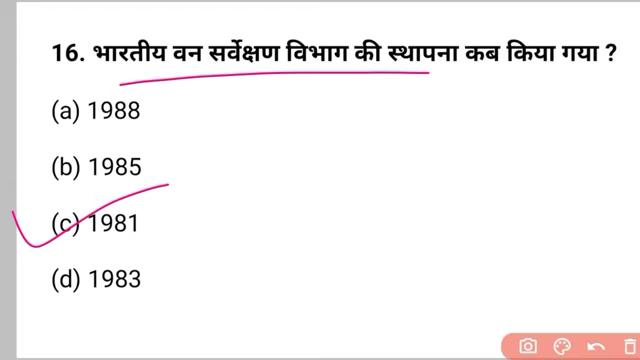 16. भारतीय वन सर्वेक्षण विभाग की स्थापना कब किया गया ?
(a) 1988
(b) 1985
(c) 1981
(d) 1983